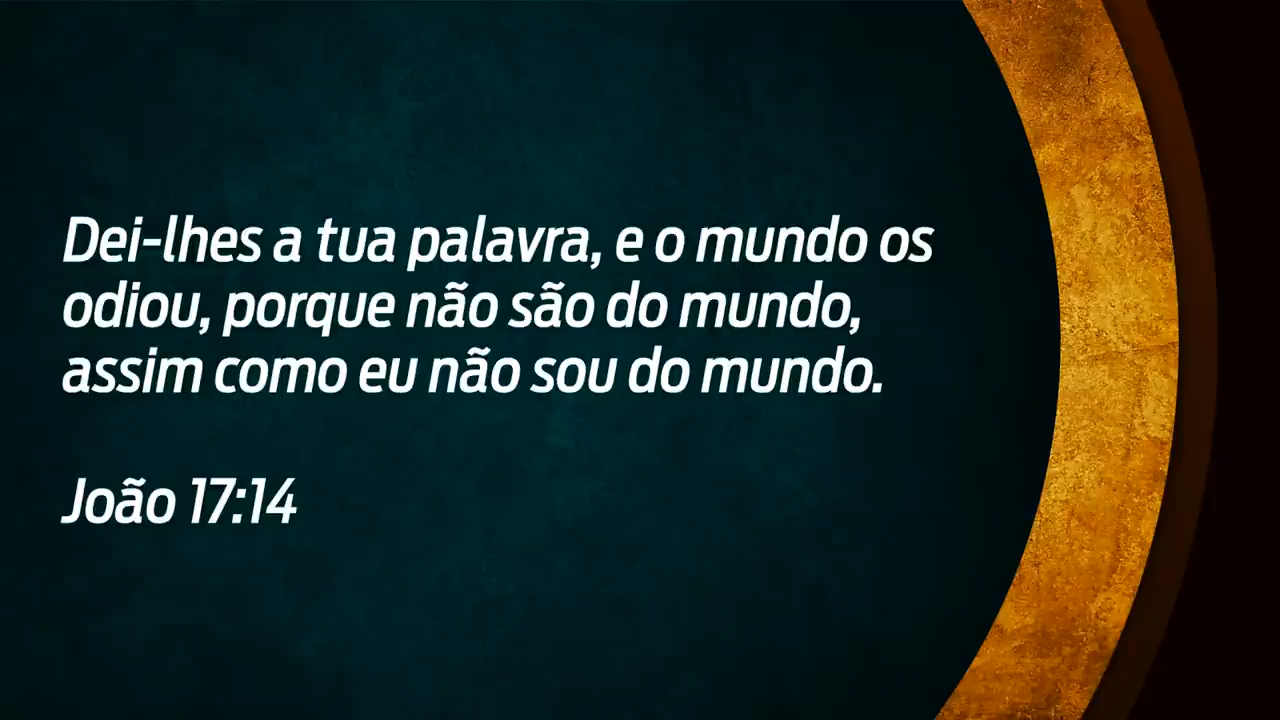 Dei-lhes a tua palavra, e o mundo os
odiou, porque não são do mundo,
assim como eu não sou do mundo.
João 17:14